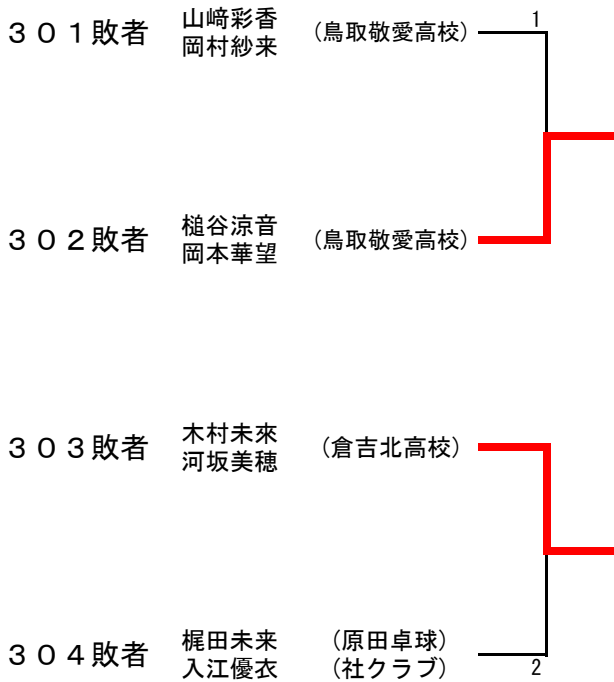 ３０１敗者 山﨑彩香 岡村紗来 (鳥取敬愛高校) 1
３０２敗者 槌谷涼音 岡本華望 (鳥取敬愛高校)
３０３敗者 木村未來 河坂美穂 (倉吉北高校)
３０４敗者 梶田未来 (原田卓球)
入江優衣 (社クラブ) 2